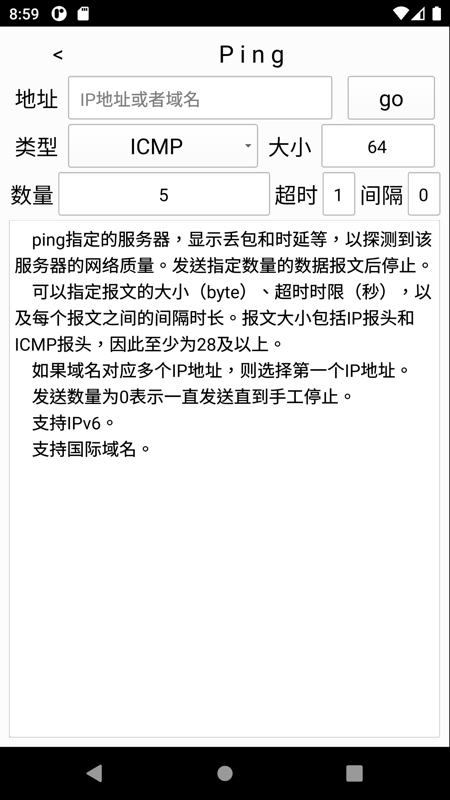 8:59
< Ping
地址 IP地址或者域名 go
类型 ICMP 大小 64
数量 5 超时 1 间隔 0
ping指定的服务器，显示丢包和时延等，以探测到该
服务器的网络质量。发送指定数量的数据报文后停止。
可以指定报文的大小（byte）、超时时限（秒），以
及每个报文之间的间隔时长。报文大小包括IP报头和
ICMP报头，因此至少为28及以上。
如果域名对应多个IP地址，则选择第一个IP地址。
发送数量为0表示一直发送直到手工停止。
支持IPv6。
支持国际域名。